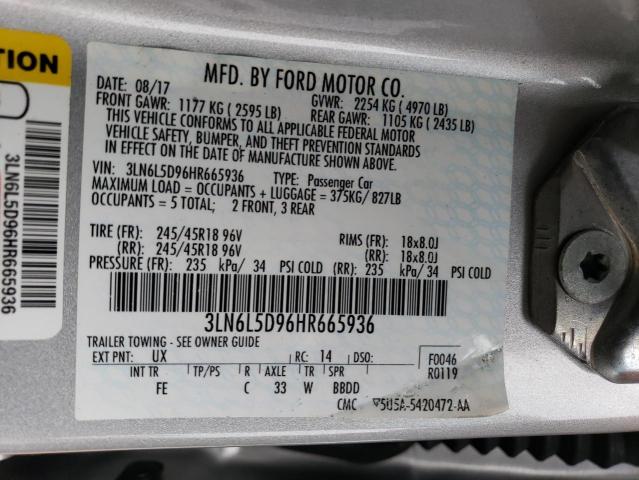 TION
3LN6L5D96HR665936
MFD. BY FORD MOTOR CO.
DATE: 08/17
GVWR: 2254 KG ( 4970 LB)
FRONT GAWR: 1177 KG ( 2595 LB)
REAR GAWR: 1105 KG ( 2435 LB)
THIS VEHICLE CONFORMS TO ALL APPLICABLE FEDERAL MOTOR
VEHICLE SAFETY, BUMPER, AND THEFT PREVENTION STANDARDS
IN EFFECT ON THE DATE OF MANUFACTURE SHOWN ABOVE.
VIN: 3LN6L5D96HR665936 TYPE: Passenger Car
MAXIMUM LOAD = OCCUPANTS + LUGGAGE = 375KG/ 827LB
OCCUPANTS = 5 TOTAL; 2 FRONT, 3 REAR
TIRE (FR): 245/45R18 96V RIMS (FR): 18x8.0J
(RR): 245/45R18 96V (RR): 18x8.0J
PRESSURE (FR): 235 kPa/ 34 PSI COLD (RR): 235 kPa/ 34 PSI COLD
3LN6L5D96HR665936
TRAILER TOWING - SEE OWNER GUIDE
EXT PNT: UX RC: 14 DSO: F0046
R0119
INT TR TP/PS R AXLE TR SPR
FE C 33 W BBDD
CMC 5U5A-5420472-AA